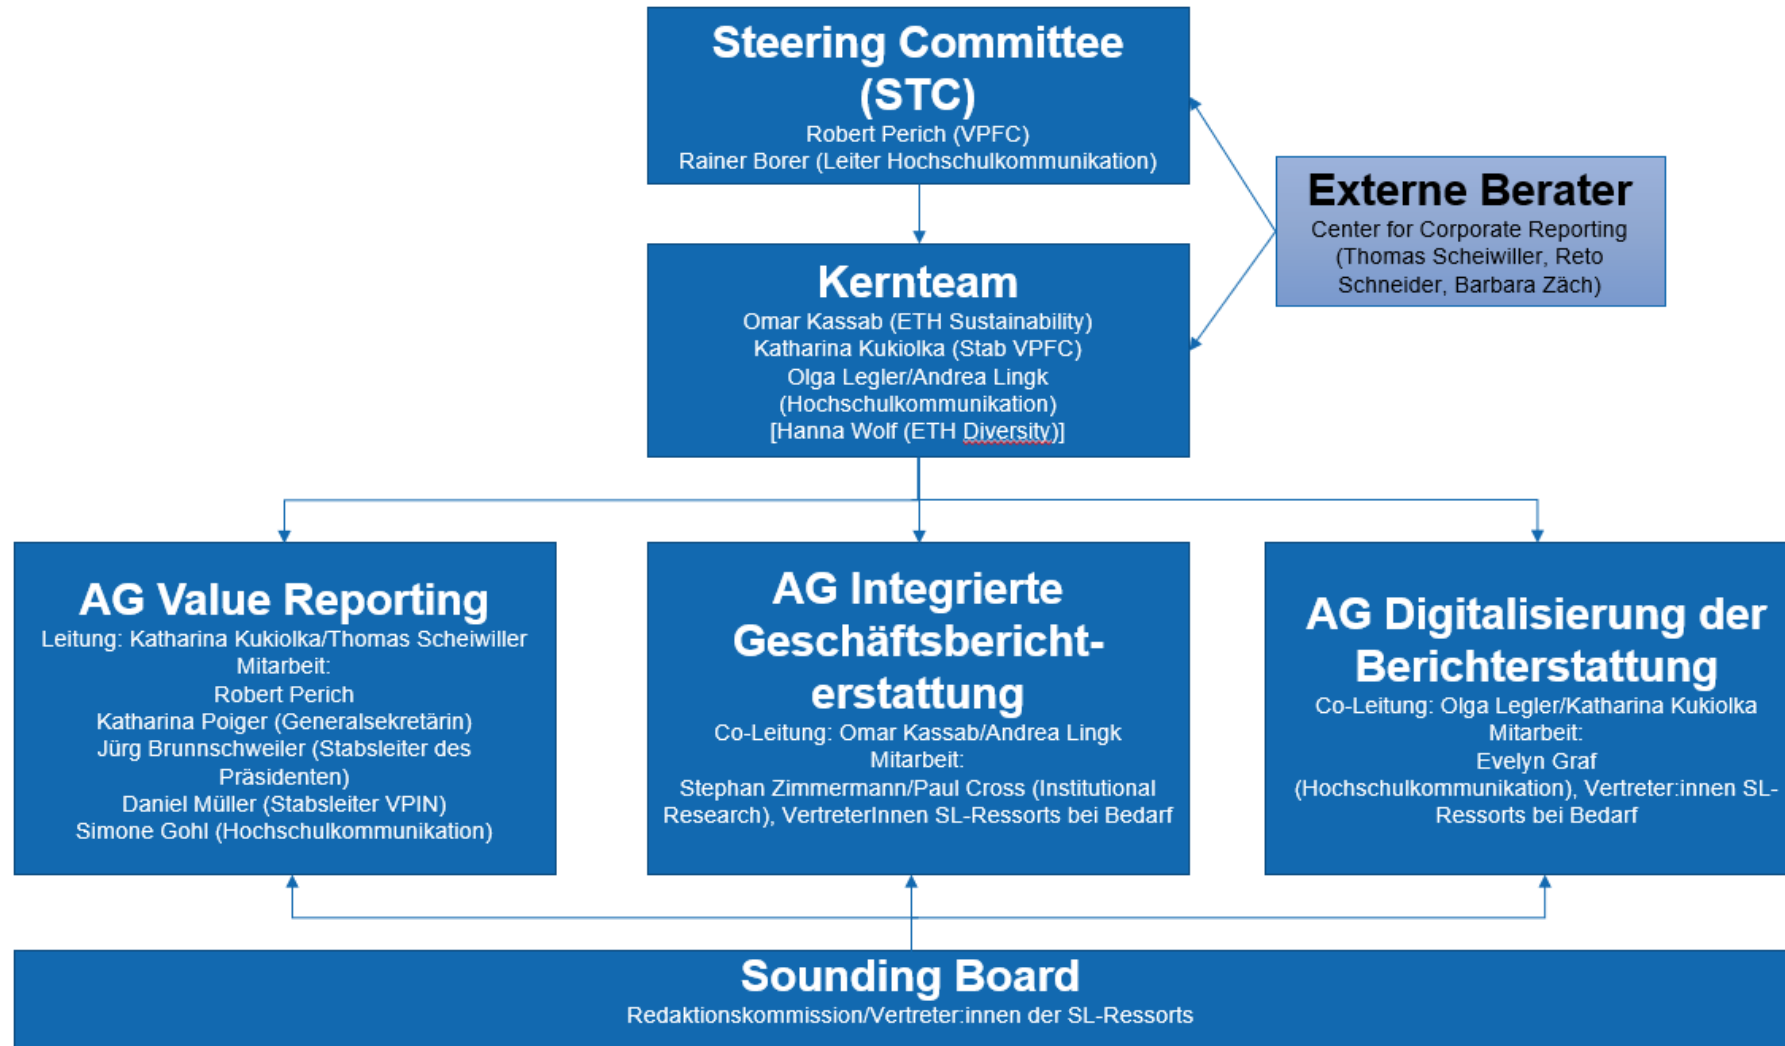 Steering Committee
(STC)
Robert Perich (VPFC)
Rainer Borer (Leiter Hochschulkommunikation)
Externe Berater
Center for Corporate Reporting
(Thomas Scheiwiller, Reto
Schneider, Barbara Zäch)
Kernteam
Omar Kassab (ETH Sustainability)
Katharina Kukiolka (Stab VPFC)
Olga Legler/Andrea Lingk
(Hochschulkommunikation)
[Hanna Wolf (ETH Diversity)]
AG Value Reporting
Leitung: Katharina Kukiolka/Thomas Scheiwiller
Mitarbeit:
Robert Perich
Katharina Poiger (Generalsekretärin)
Jürg Brunnschweiler (Stabsleiter des
Präsidenten)
Daniel Müller (Stabsleiter VPIN)
Simone Gohl (Hochschulkommunikation)
AG Integrierte
Geschäftsbericht-
erstattung
Co-Leitung: Omar Kassab/Andrea Lingk
Mitarbeit:
Stephan Zimmermann/Paul Cross (Institutional
Research), VertreterInnen SL-Ressorts bei Bedarf
AG Digitalisierung der
Berichterstattung
Co-Leitung: Olga Legler/Katharina Kukiolka
Mitarbeit:
Evelyn Graf
(Hochschulkommunikation), Vertreter:innen SL-
Ressorts bei Bedarf
Sounding Board
Redaktionskommission/Vertreter:innen der SL-Ressorts